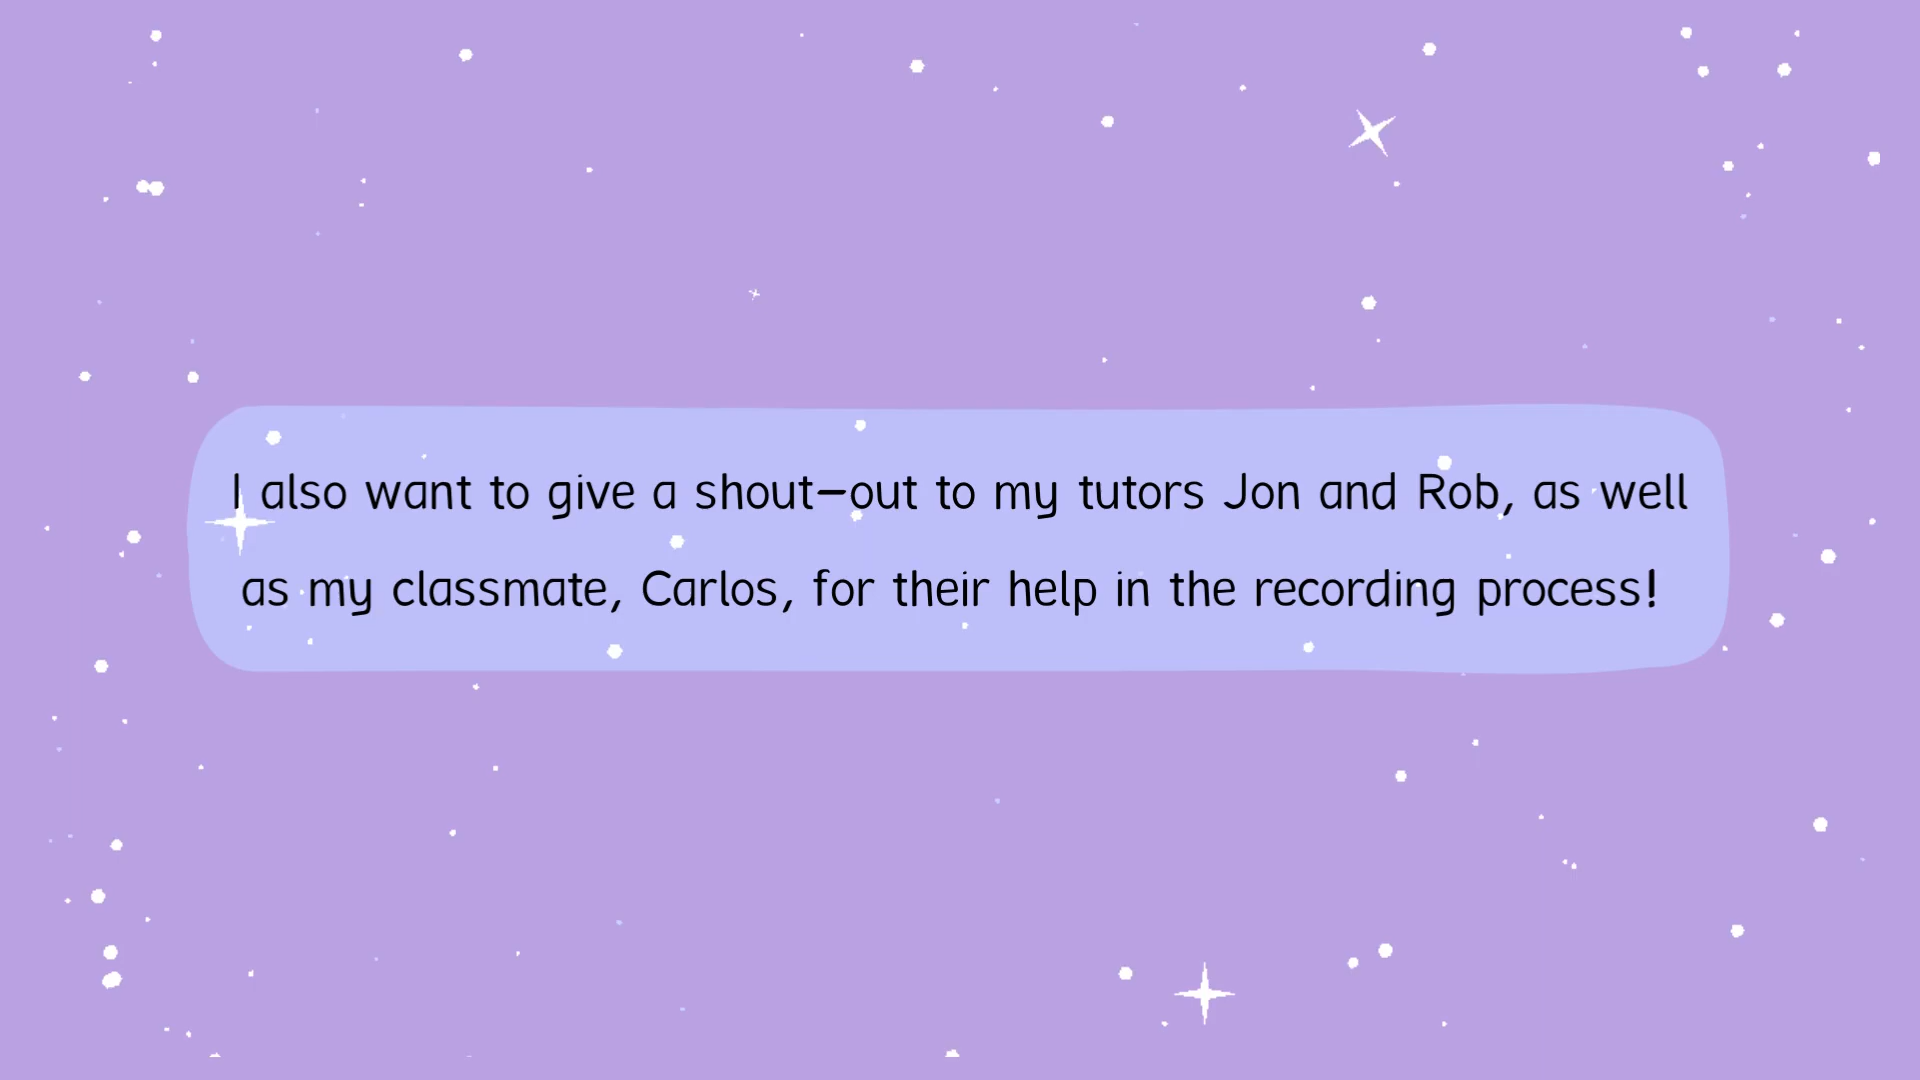 I also want to give a shout-out to my tutors Jon and Rob, as well
as my classmate, Carlos, for their help in the recording process!